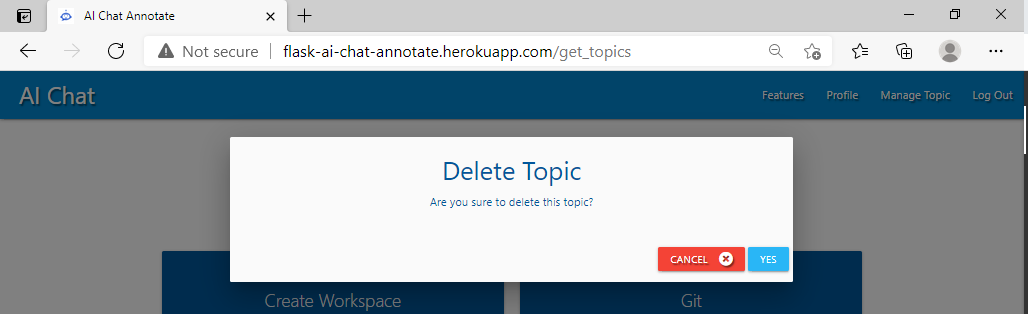 AI Chat Annotate
Not secure | flask-ai-chat-annotate.herokuapp.com/get_topics
AI Chat
Features Profile Manage Topic Log Out
Delete Topic
Are you sure to delete this topic?
CANCEL YES
Create Workspace Git